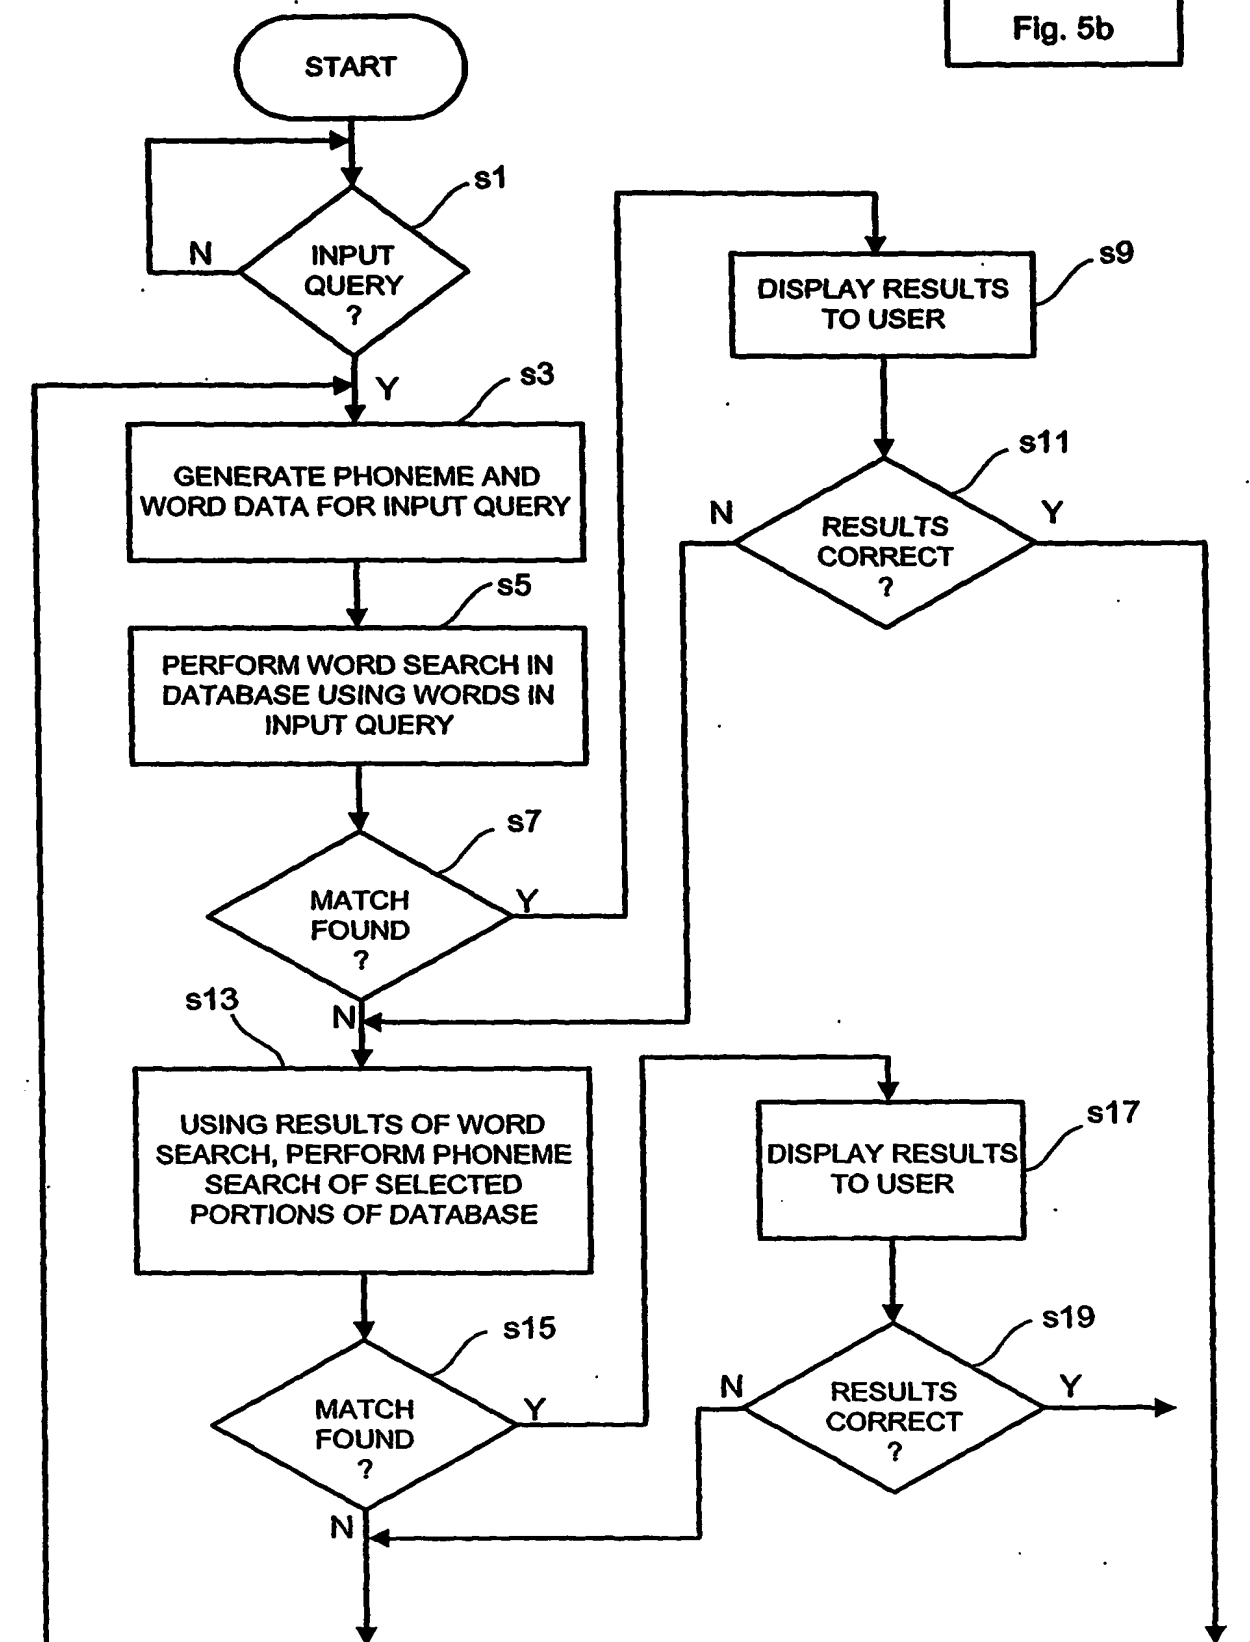 Fig. 5b
START
s1
N
INPUT
QUERY
?
Y
s3
GENERATE PHONEME AND
WORD DATA FOR INPUT QUERY
s5
PERFORM WORD SEARCH IN
DATABASE USING WORDS IN
INPUT QUERY
s7
MATCH
FOUND
?
Y
N
s9
DISPLAY RESULTS
TO USER
s11
N
Y
RESULTS
CORRECT
?
s13
USING RESULTS OF WORD
SEARCH, PERFORM PHONEME
SEARCH OF SELECTED
PORTIONS OF DATABASE
s15
MATCH
FOUND
?
Y
N
s17
DISPLAY RESULTS
TO USER
s19
N
Y
RESULTS
CORRECT
?